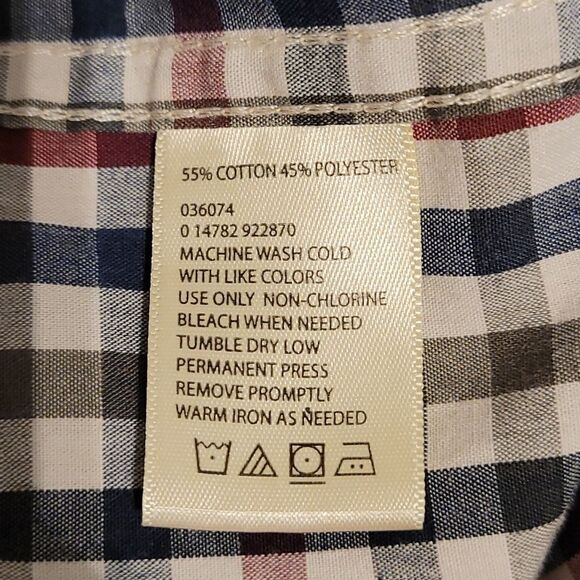 55% COTTON 45% POLYESTER
036074
0 14782 922870
MACHINE WASH COLD
WITH LIKE COLORS
USE ONLY NON-CHLORINE
BLEACH WHEN NEEDED
TUMBLE DRY LOW
PERMANENT PRESS
REMOVE PROMPTLY
WARM IRON AS NEEDED